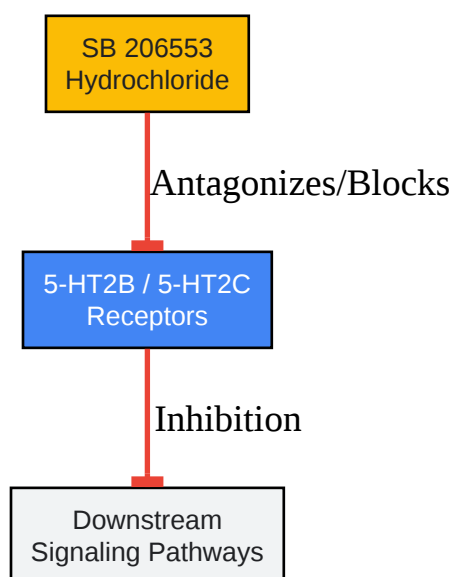 SB 206553
Hydrochloride
Antagonizes/Blocks
5-HT2B / 5-HT2C
Receptors
Inhibition
Downstream
Signaling Pathways